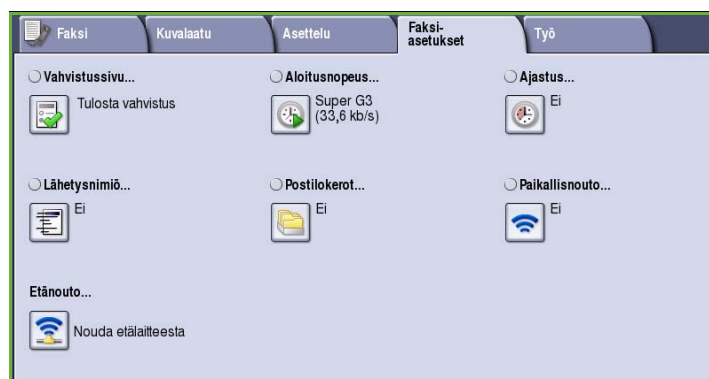 Faksi
Kuvalaatu
Asettelu
Faksi-
asetukset
Työ
Vahvistussivu...
Tulosta vahvistus
Aloitusnopeus...
Super G3
(33,6 kb/s)
Ajastus...
Ei
Lähetysnimiö...
Ei
Postilokerot...
Ei
Paikallisnouto...
Ei
Etänouto...
Nouda etälaitteesta